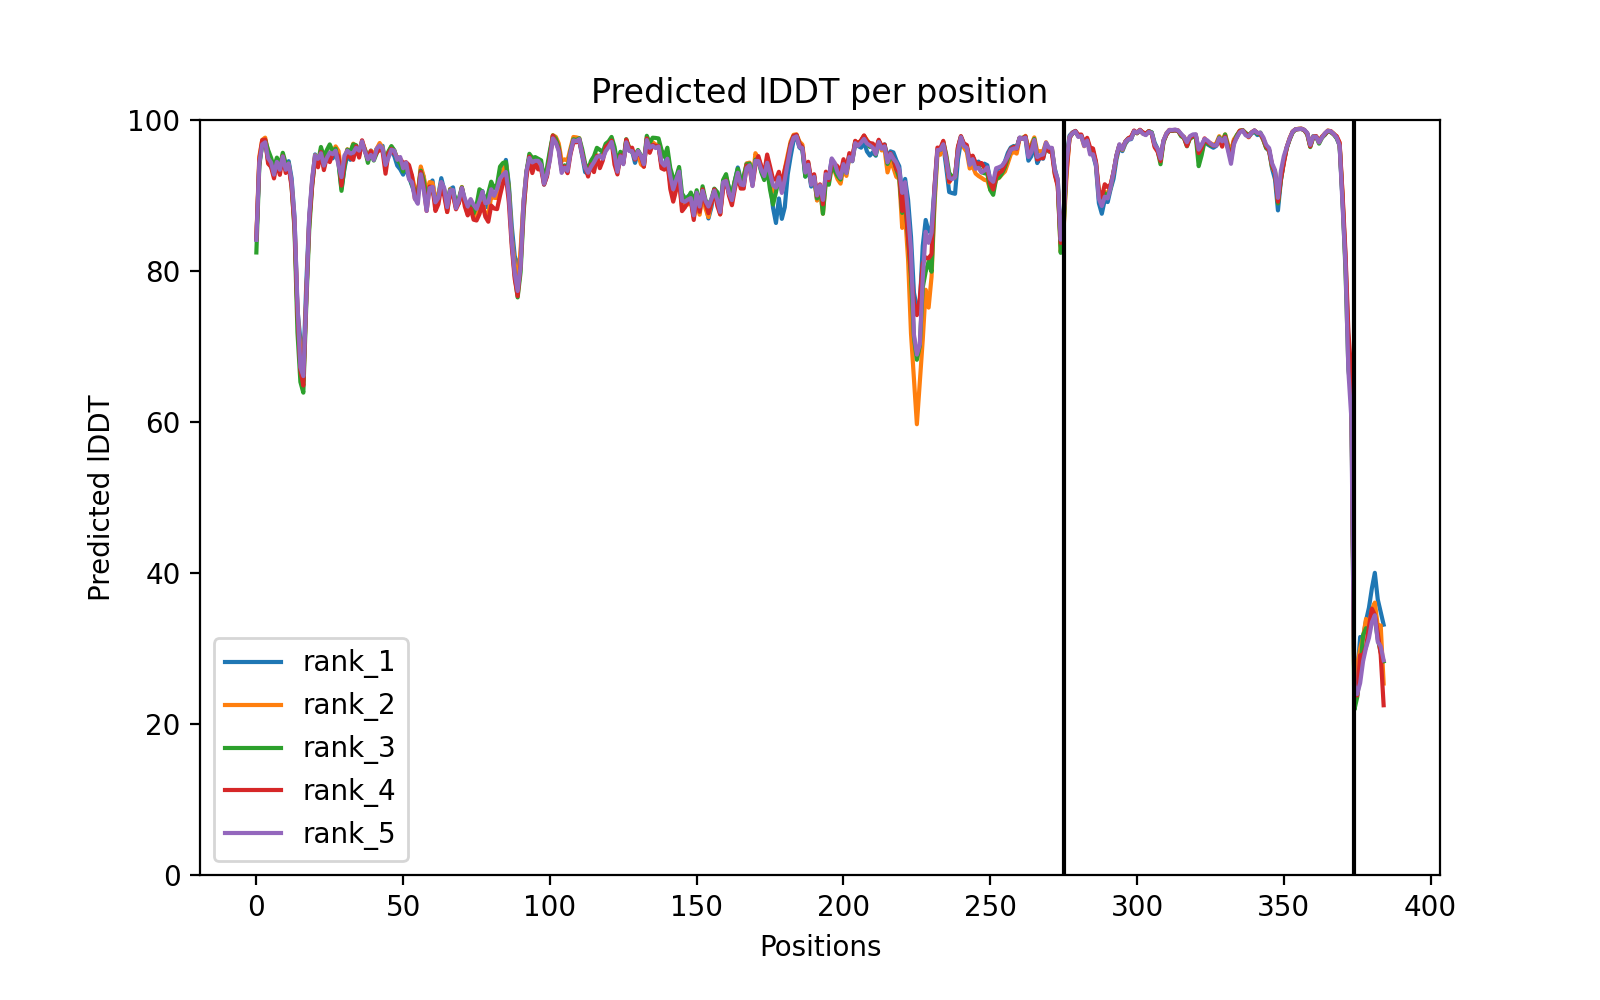 Predicted lDDT per position
100
80
60
40
20
0
Predicted lDDT
rank_1
rank_2
rank_3
rank_4
rank_5
0 50 100 150 200 250 300 350 400
Positions